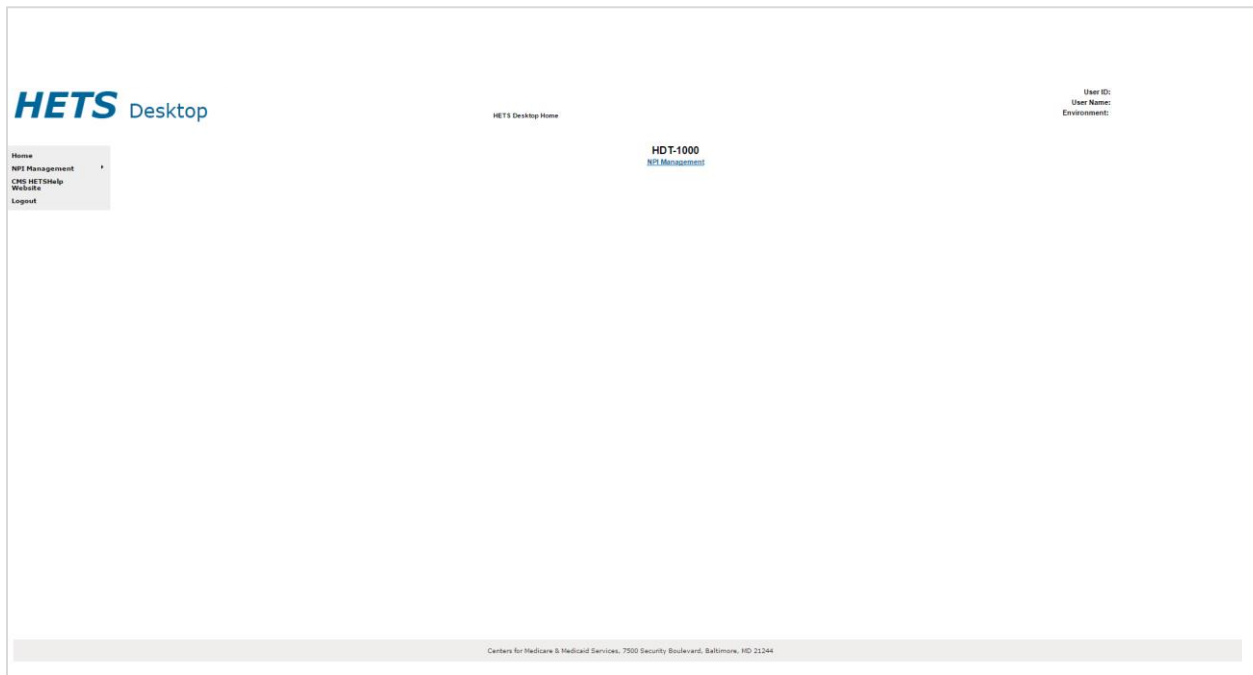 HETS Desktop
HETS Desktop Home
User ID:
User Name:
Environment:
Home
NPI Management
CMS HETSHelp
Website
Logout
HDT-1000
NPI Management
Centers for Medicare & Medicaid Services, 7500 Security Boulevard, Baltimore, MD 21244